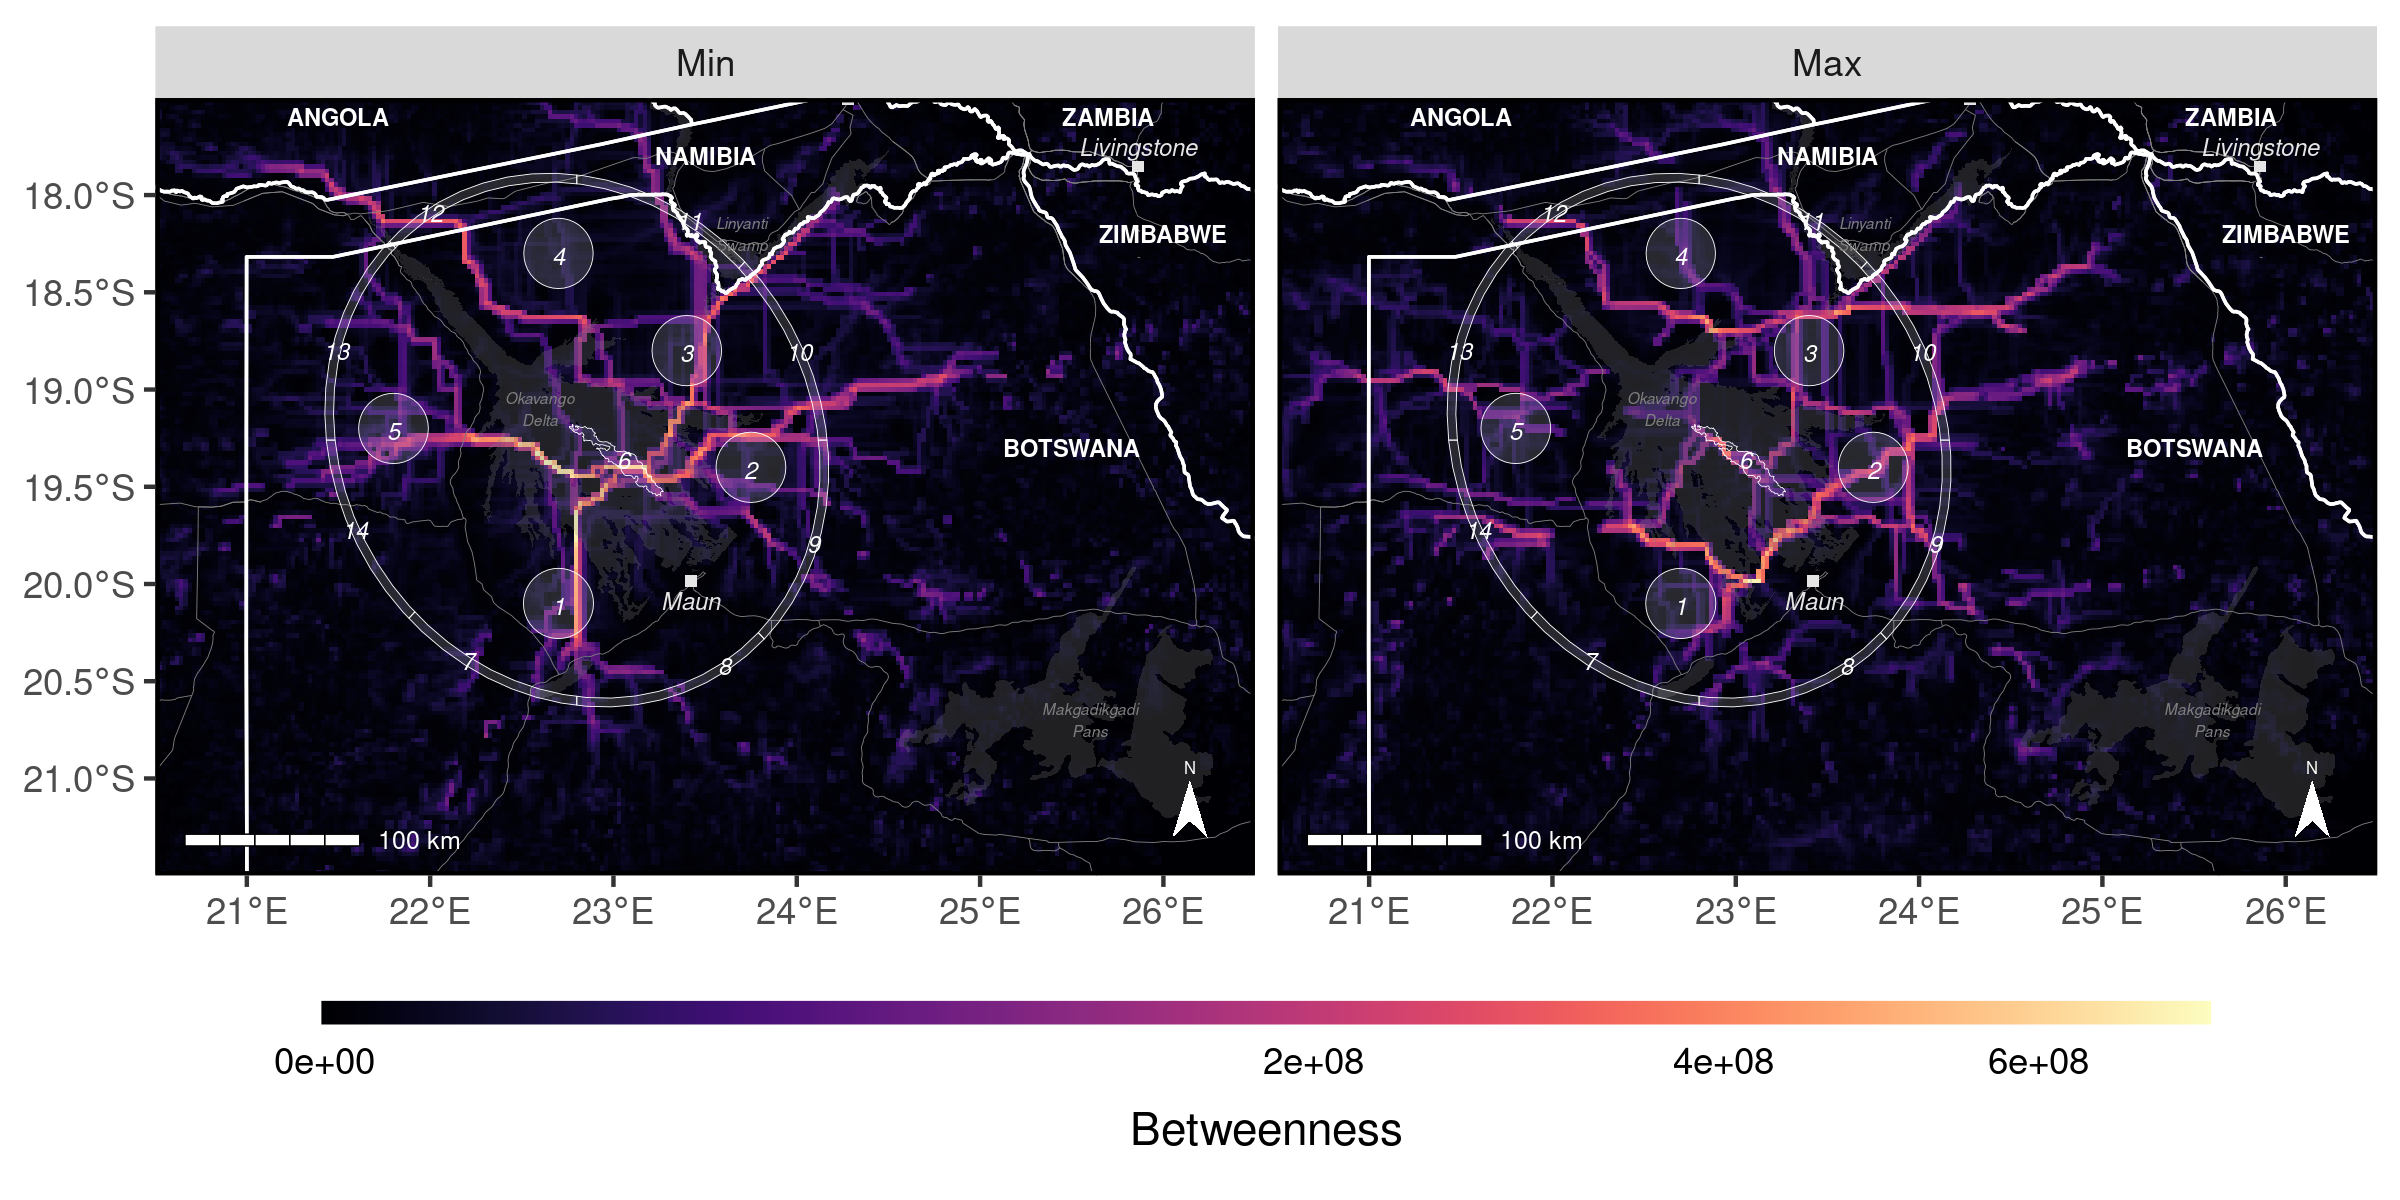 Min
Max
ANGOLA
ZAMBIA
Livingstone
NAMIBIA
ZIMBABWE
BOTSWANA
Linyanti
Swamp
Okavango
Delta
Maun
Makgadikgadi
Pans
N
100 km
12
11
4
3
13
10
5
2
6
14
9
1
7
8
ANGOLA
ZAMBIA
Livingstone
NAMIBIA
ZIMBABWE
BOTSWANA
Linyanti
Swamp
Okavango
Delta
Maun
Makgadikgadi
Pans
N
100 km
12
11
4
3
13
10
5
2
6
14
9
1
7
8
18.0°S
18.5°S
19.0°S
19.5°S
20.0°S
20.5°S
21.0°S
21°E 22°E 23°E 24°E 25°E 26°E
21°E 22°E 23°E 24°E 25°E 26°E
0e+00 2e+08 4e+08 6e+08
Betweenness